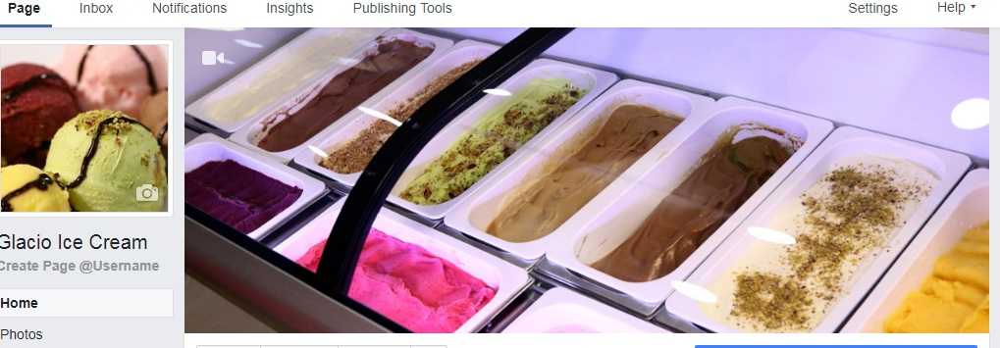 Page Inbox Notifications Insights Publishing Tools Settings Help
Glacio Ice Cream
Create Page @Username
Home
Photos